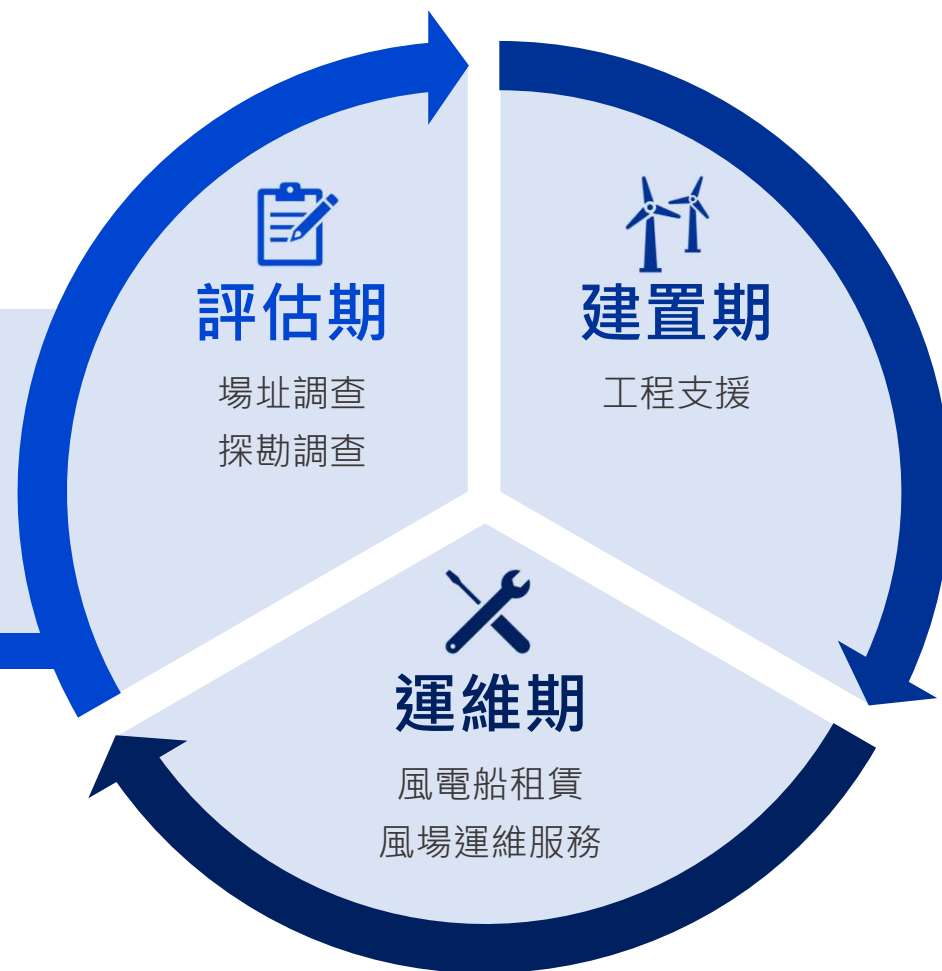 評估期
場址調查
探勘調查
建置期
工程支援
運維期
風電船租賃
風場運維服務